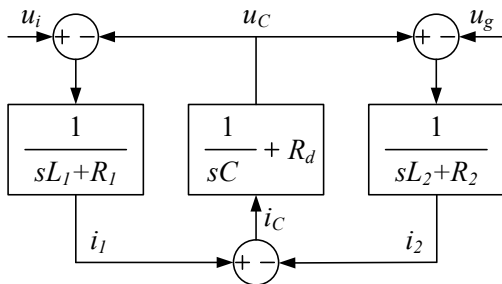 u_i u_C u_g
+ − + −
1 / (sL_1+R_1)
1 / (sC) + R_d
1 / (sL_2+R_2)
i_C
i_1 i_2
+ −